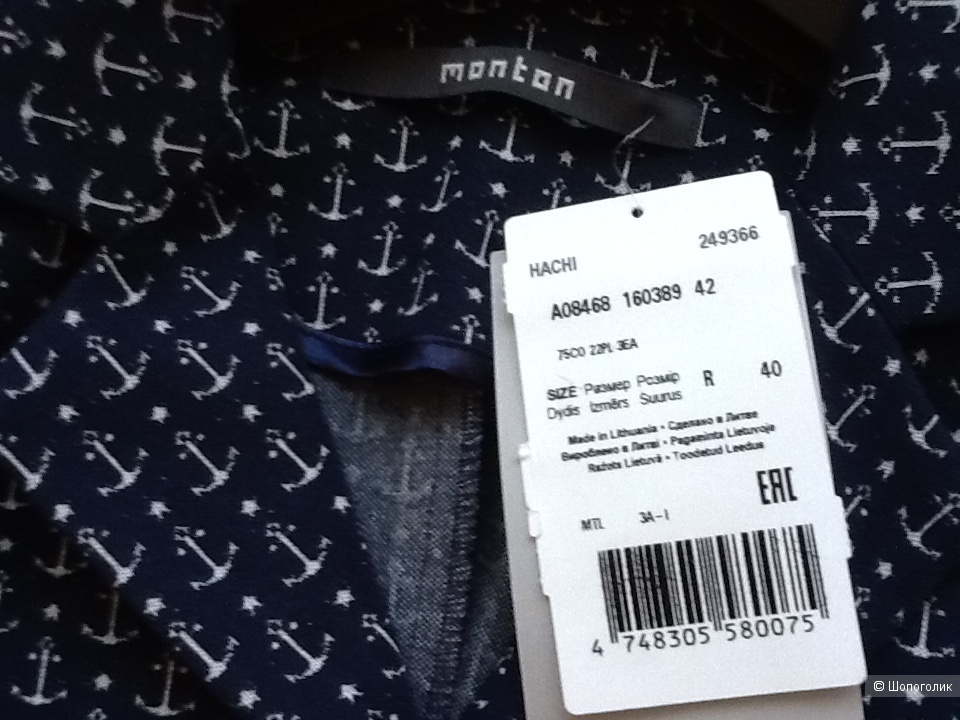 monton
HACHI 249366
A08468 160389 42
75CO 22PL 3EA
SIZE Размер Розмір R 40
Dydis Izmērs Suurus
Made in Lithuania • Сделано в Литве
Вироблено в Литві • Pagaminta Lietuvoje
Ražots Lietuvā • Toodetud Leedus
EAC
MTL 3A-I
4 748305 580075
© Шопоголик